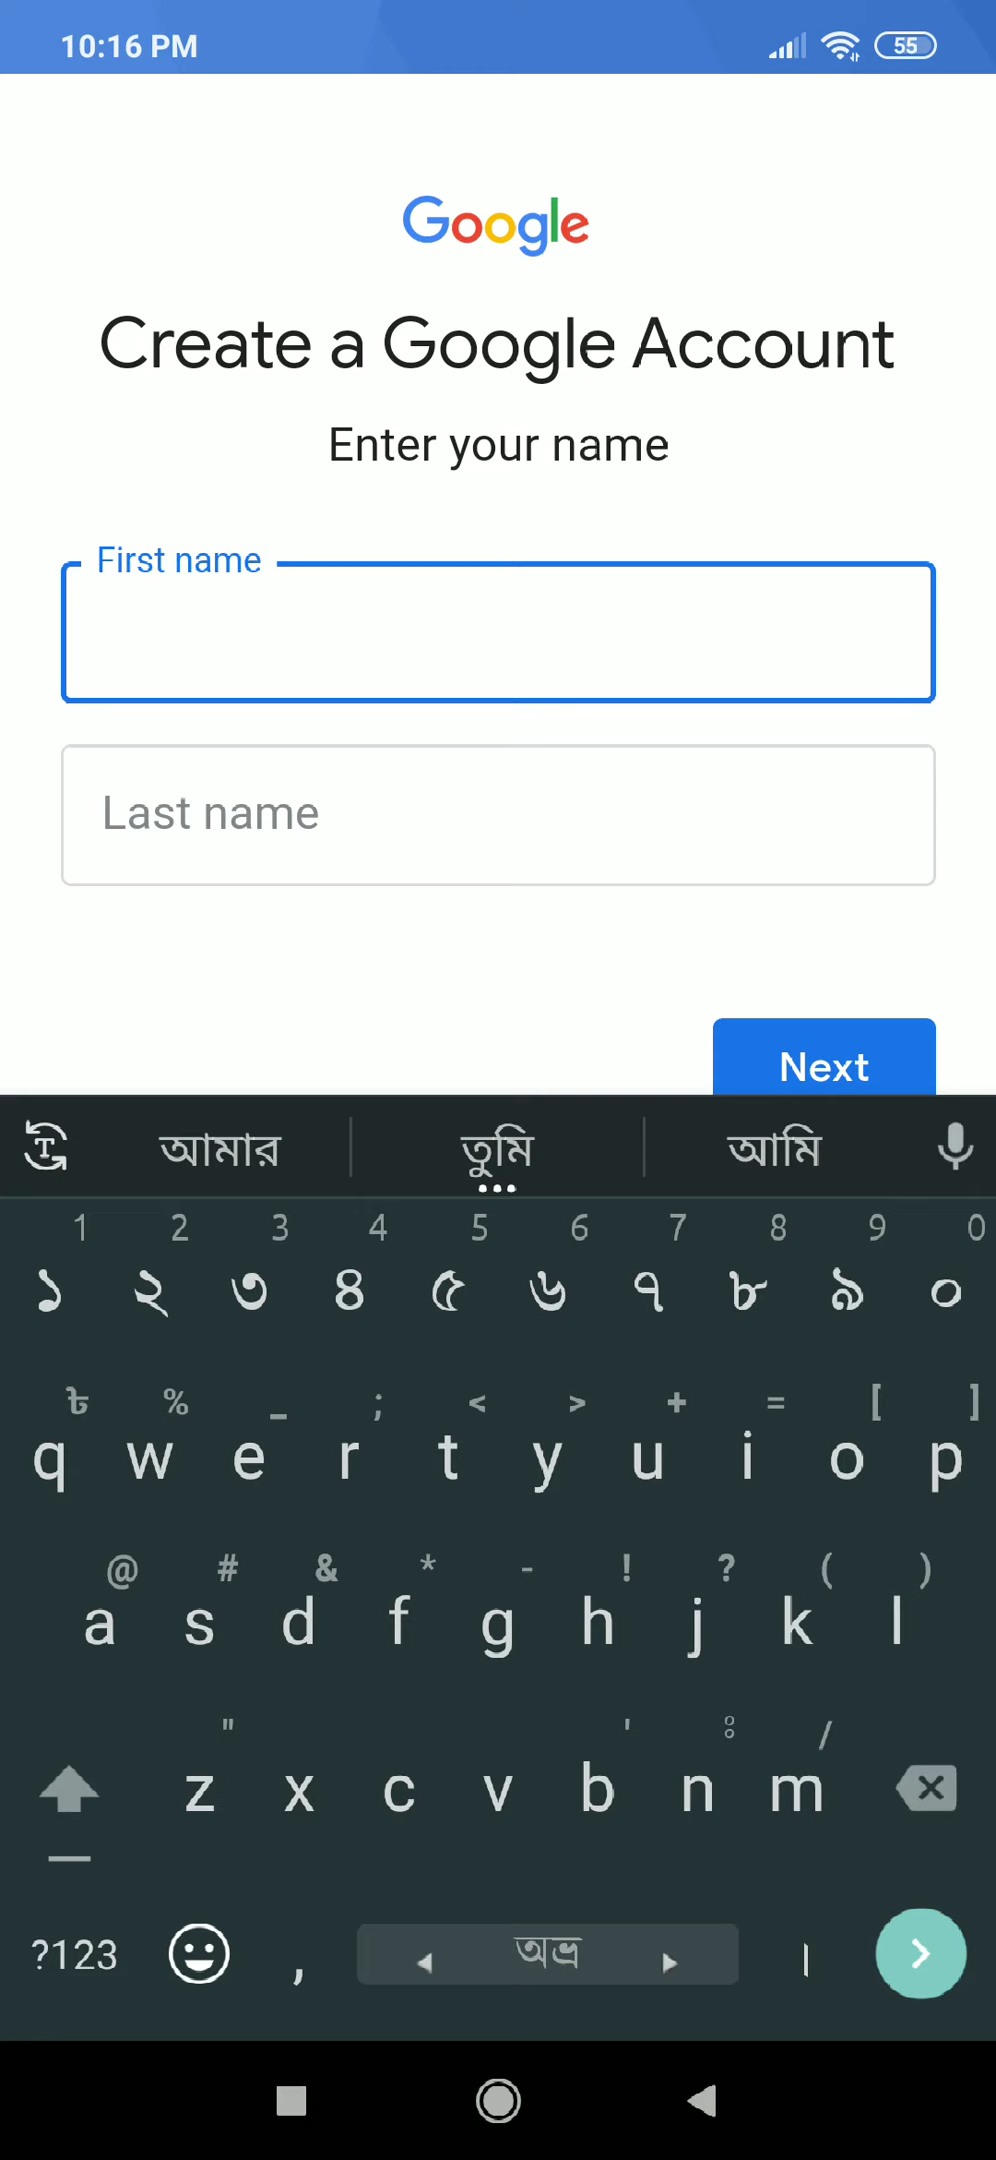 10:16 PM 55
Google
Create a Google Account
Enter your name
First name
Last name
Next
আমার তুমি আমি
1 2 3 4 5 6 7 8 9 0
১ ২ ৩ ৪ ৫ ৬ ৭ ৮ ৯ ০
৳ % _ ; < > + = [ ]
q w e r t y u i o p
@ # & * - ! ? ( )
a s d f g h j k l
" ' ঃ /
z x c v b n m
?123 , অভ্র ।